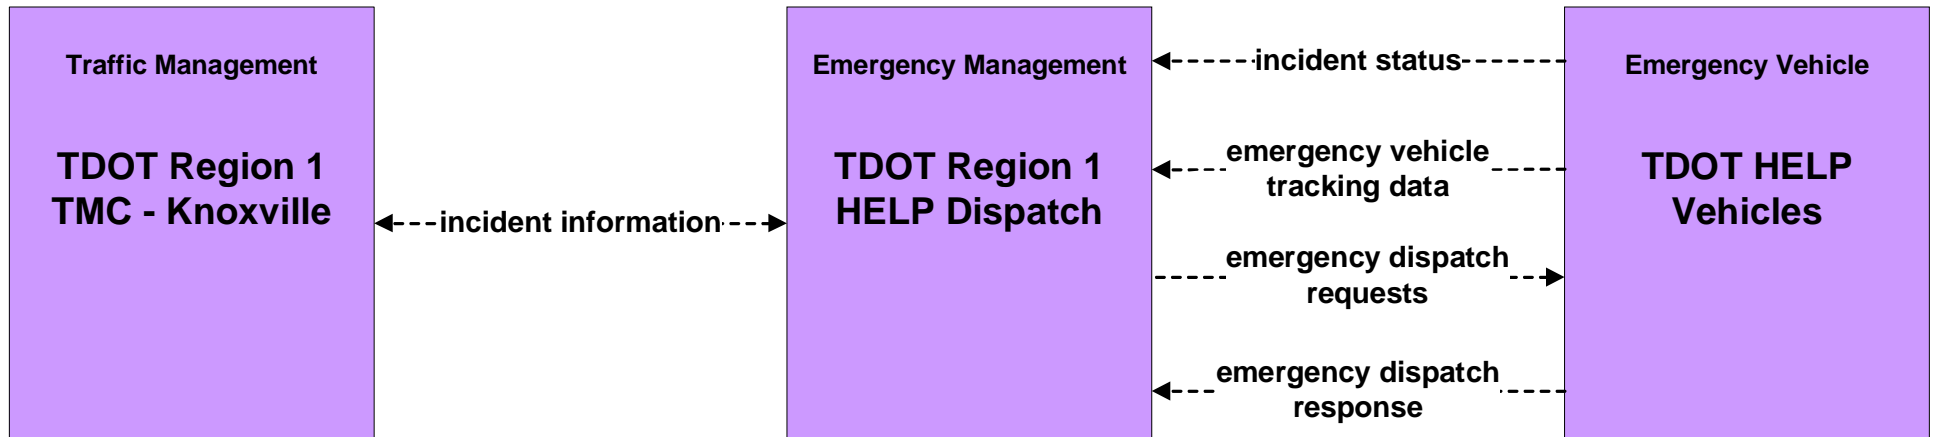 Traffic Management
TDOT Region 1
TMC - Knoxville
incident information
Emergency Management
TDOT Region 1
HELP Dispatch
incident status
emergency vehicle
tracking data
emergency dispatch
requests
emergency dispatch
response
Emergency Vehicle
TDOT HELP
Vehicles